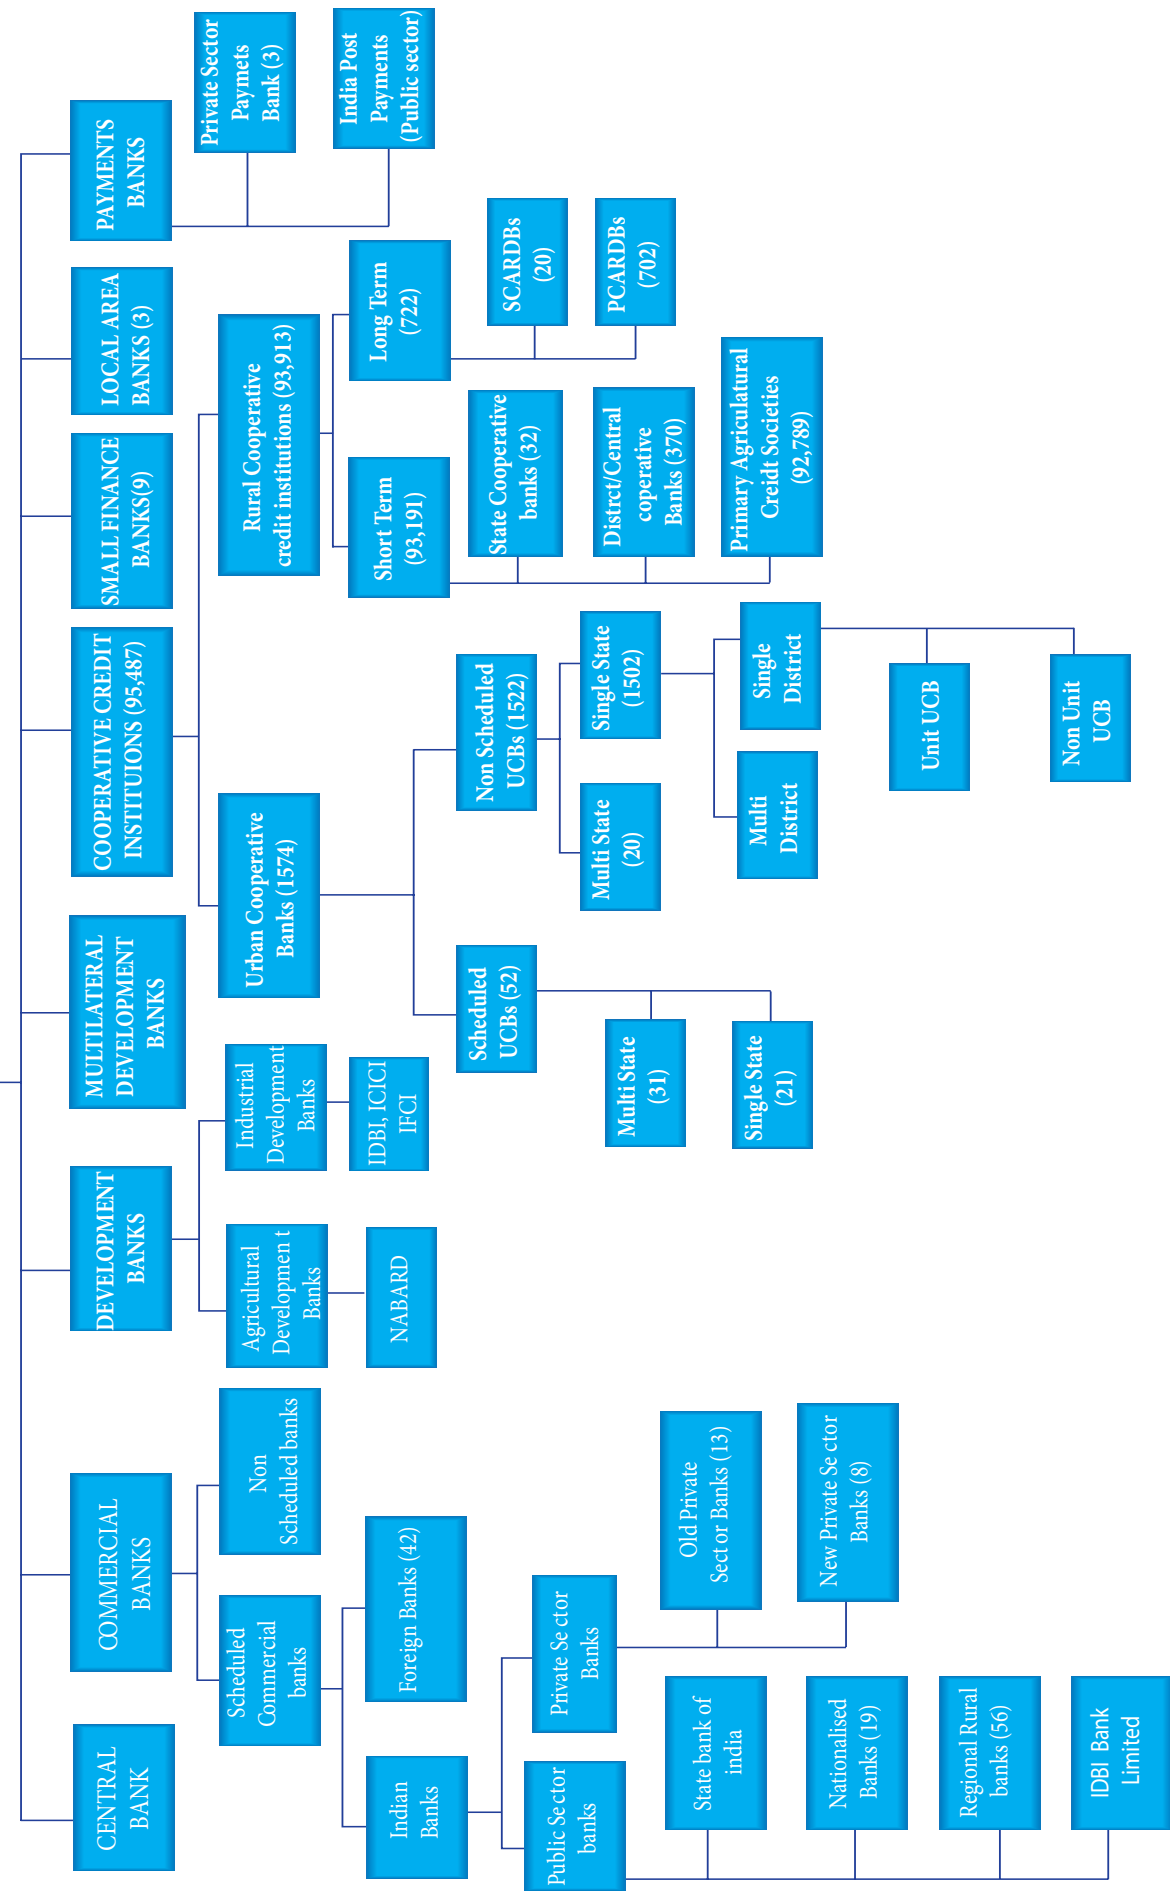 CENTRAL
BANK
COMMERCIAL
BANKS
DEVELOPMENT
BANKS
MULTILATERAL
DEVELOPMENT
BANKS
COOPERATIVE CREDIT
INSTITUIONS (95,487)
SMALL FINANCE
BANKS(9)
LOCAL AREA
BANKS (3)
PAYMENTS
BANKS
Scheduled
Commercial
banks
Non
Scheduled banks
Agricultural
Developmen t
Banks
Industrial
Development
Banks
Urban Cooperative
Banks (1574)
Rural Cooperative
credit institutions (93,913)
Private Sector
Paymets
Bank (3)
India Post
Payments
(Public sector)
Indian
Banks
Foreign Banks (42)
NABARD
IDBI, ICICI
IFCI
Scheduled
UCBs (52)
Non Scheduled
UCBs (1522)
Short Term
(93,191)
Long Term
(722)
Public Se ctor
banks
Private Se ctor
Banks
Multi State
(31)
Single State
(21)
Multi State
(20)
Single State
(1502)
State Cooperative
banks (32)
Distrct/Central
coperative
Banks (370)
Primary Agriculatural
Creidt Societies
(92,789)
SCARDBs
(20)
PCARDBs
(702)
State bank of
india
Nationalised
Banks (19)
Regional Rural
banks (56)
IDBI Bank
Limited
Old Private
Sect or Banks (13)
New Private Se ctor
Banks (8)
Multi
District
Single
District
Unit UCB
Non Unit
UCB